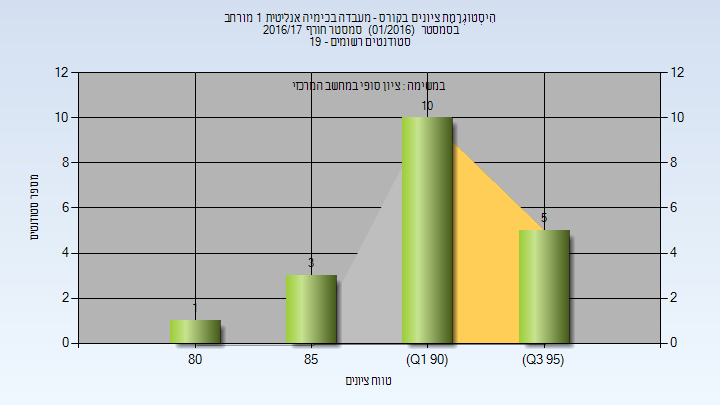 הִיסְטוֹגְרָמַת ציונים בקורס - מעבדה בכימיה אנליטית 1 מורחב
בסמסטר (01/2016) סמסטר חורף 2016/17
סטודנטים רשומים - 19
במשימה : ציון סופי במחשב המרכזי
12 12
10 10
8 8
6 6
4 4
2 2
0 0
1 3 10 5
מספר סטודנטים
80 85 (Q1 90) (Q3 95)
טווח ציונים